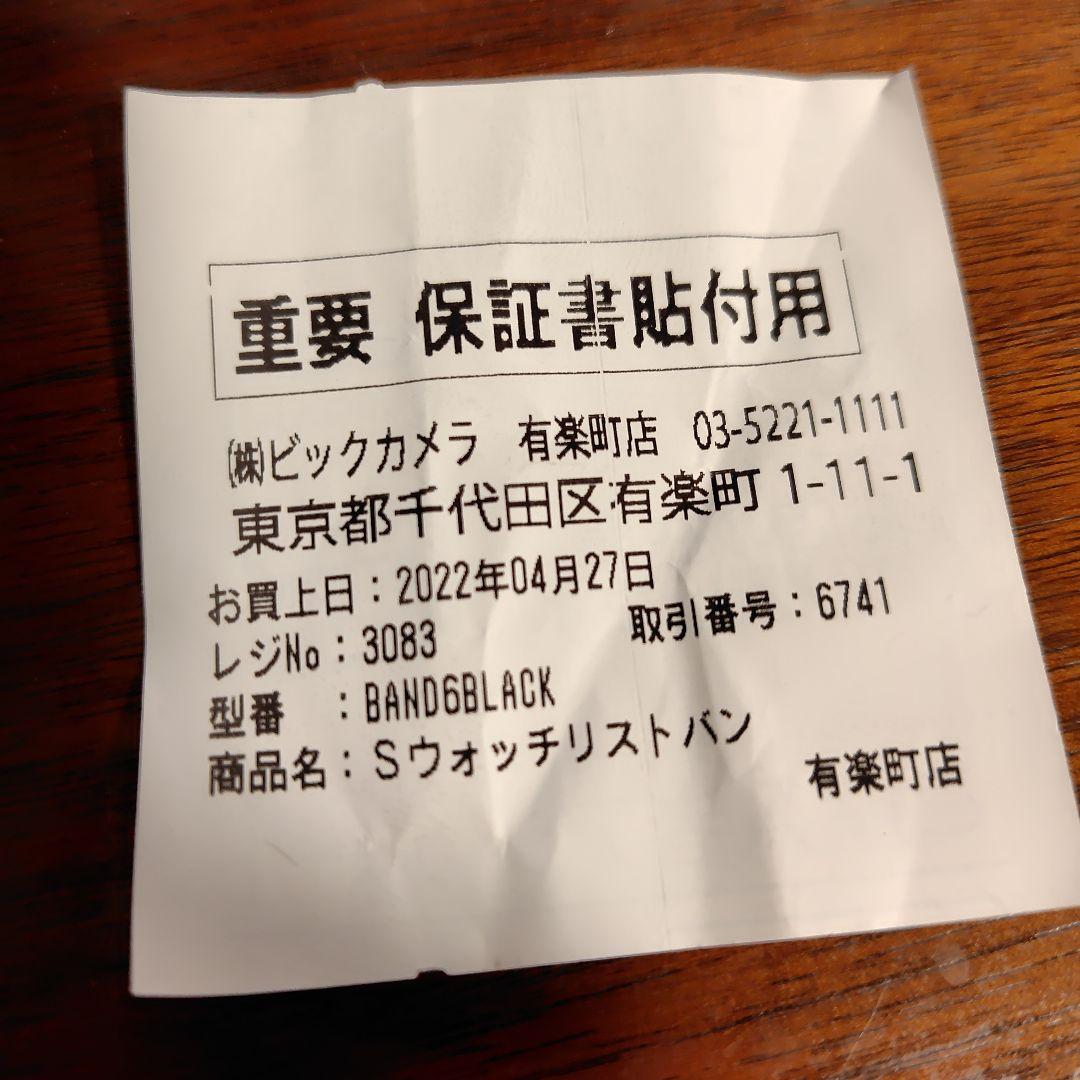 重要 保証書貼付用
㈱ビックカメラ 有楽町店 03-5221-1111
東京都千代田区有楽町 1-11-1
お買上日：2022年04月27日
レジNo：3083 取引番号：6741
型番 ：BAND6BLACK
商品名：Sウォッチリストバン
有楽町店